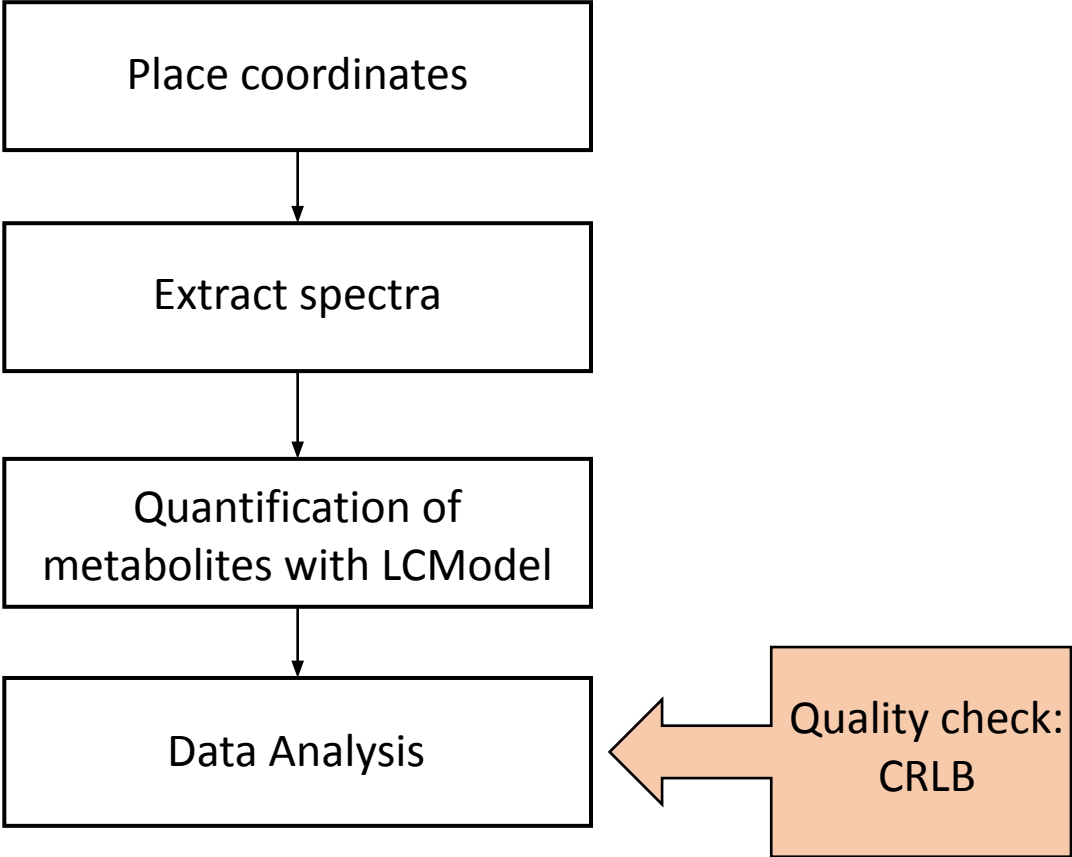 Place coordinates
Extract spectra
Quantification of
metabolites with LCModel
Data Analysis
Quality check:
CRLB